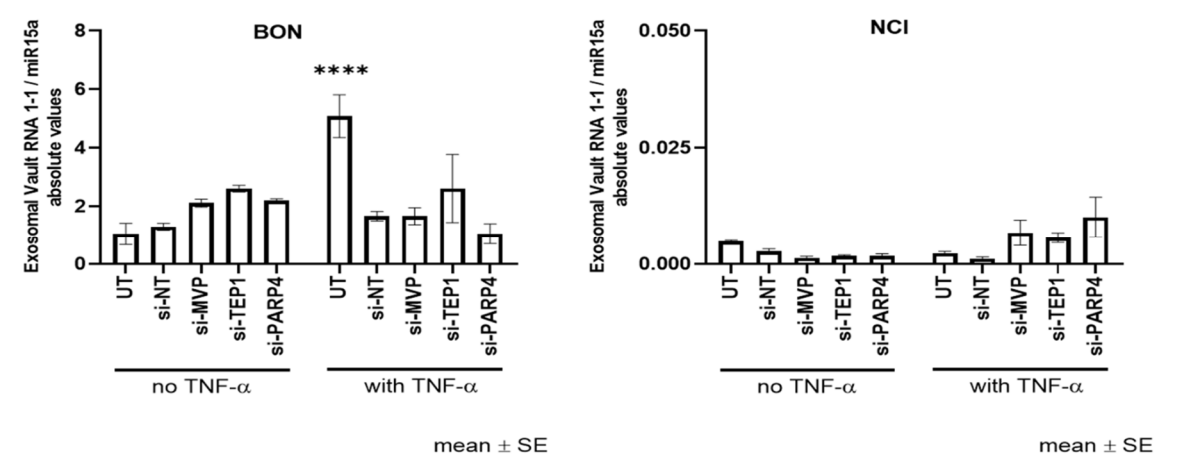 Exosomal Vault RNA 1-1 / miR15a
absolute values
BON
8
6
4
2
0
****
UT
si-NT
si-MVP
si-TEP1
si-PARP4
UT
si-NT
si-MVP
si-TEP1
si-PARP4
no TNF-α
with TNF-α
mean ± SE
Exosomal Vault RNA 1-1 / miR15a
absolute values
NCI
0.050
0.025
0.000
UT
si-NT
si-MVP
si-TEP1
si-PARP4
UT
si-NT
si-MVP
si-TEP1
si-PARP4
no TNF-α
with TNF-α
mean ± SE